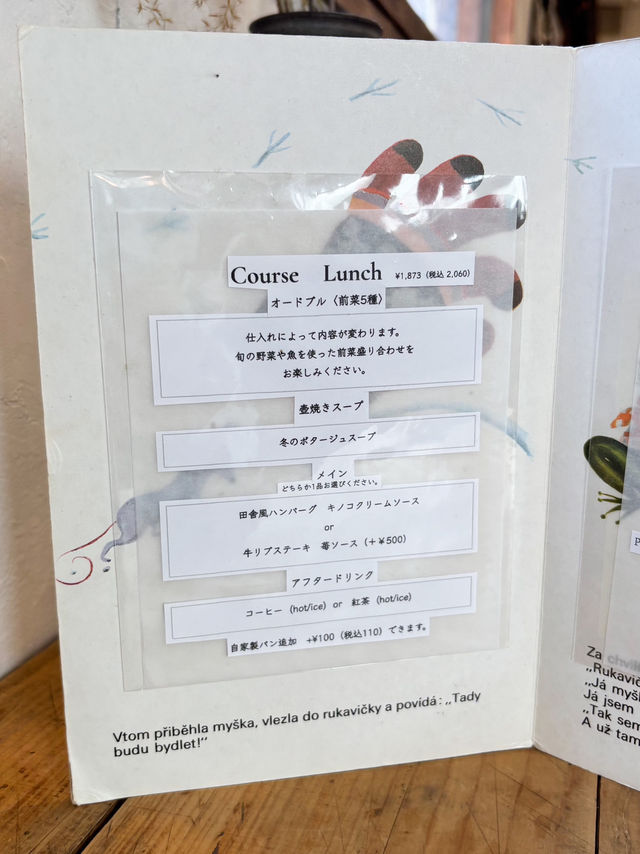 Course Lunch ¥1,873 (税込 2,060)
オードブル〈前菜5種〉
仕入れによって内容が変わります。
旬の野菜や魚を使った前菜盛り合わせを
お楽しみください。
壺焼きスープ
冬のポタージュスープ
メイン
どちらか1品お選びください。
田舎風ハンバーグ キノコクリームソース
or
牛リブステーキ 苺ソース (+¥500)
アフタードリンク
コーヒー (hot/ice) or 紅茶 (hot/ice)
自家製パン追加 +¥100 (税込110) できます。
Vtom přiběhla myška, vlezla do rukavičky a povídá: „Tady
budu bydlet!"
Za chvíl
„Rukavič
„Já myš
Já jsem
„Tak sem
A už tam